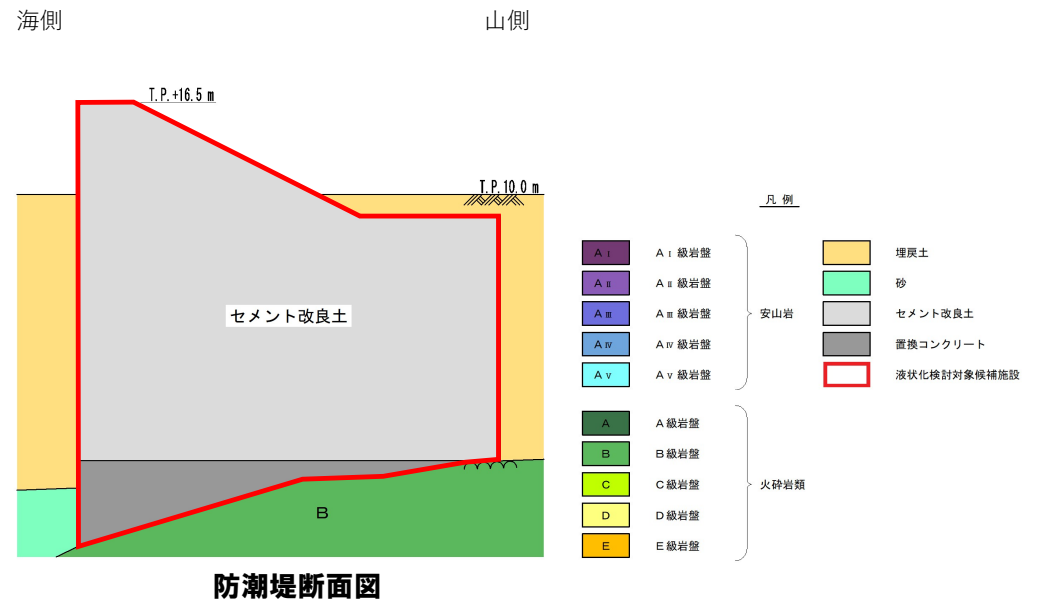 海側
山側
T.P.+16.5 m
T.P.10.0 m
セメント改良土
B
防潮堤断面図
凡 例
AⅠ AⅠ級岩盤
AⅡ AⅡ級岩盤
AⅢ AⅢ級岩盤
AⅣ AⅣ級岩盤
AⅤ AⅤ級岩盤
安山岩
A A級岩盤
B B級岩盤
C C級岩盤
D D級岩盤
E E級岩盤
火砕岩類
埋戻土
砂
セメント改良土
置換コンクリート
液状化検討対象候補施設